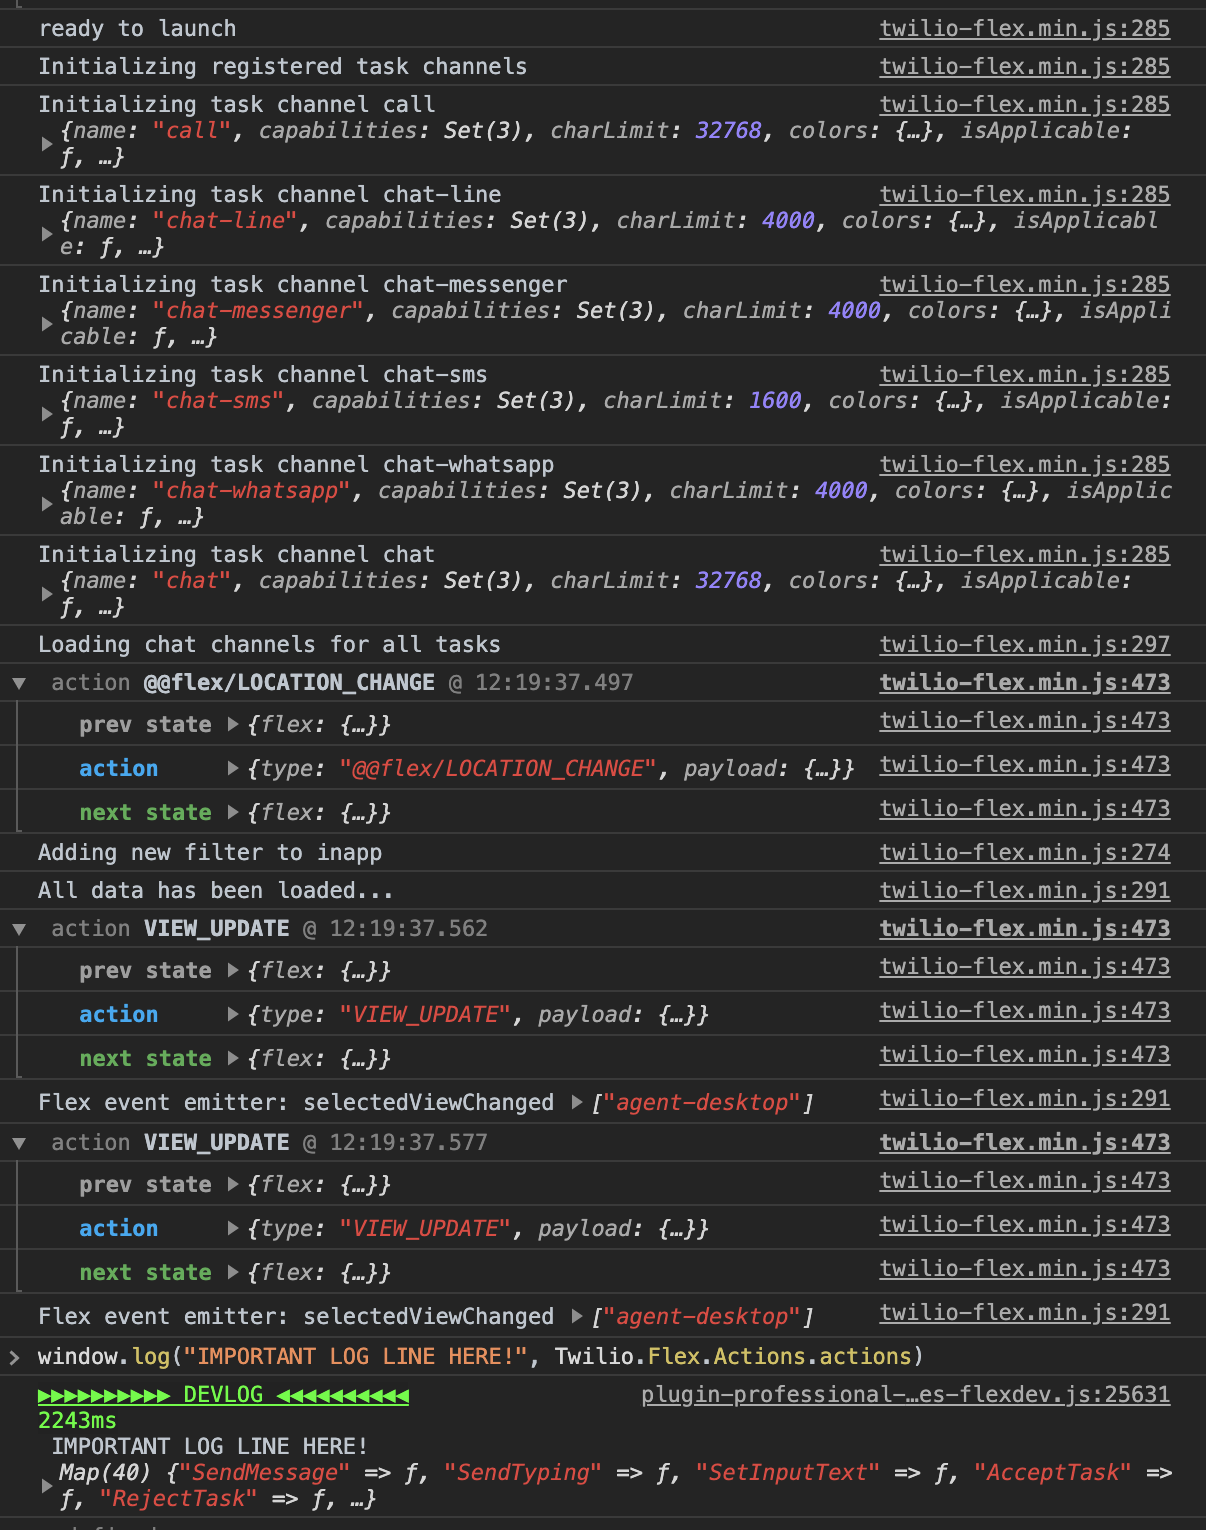 ready to launch twilio-flex.min.js:285
Initializing registered task channels twilio-flex.min.js:285
Initializing task channel call twilio-flex.min.js:285
▶ {name: "call", capabilities: Set(3), charLimit: 32768, colors: {…}, isApplicable:
ƒ, …}
Initializing task channel chat-line twilio-flex.min.js:285
▶ {name: "chat-line", capabilities: Set(3), charLimit: 4000, colors: {…}, isApplicabl
e: ƒ, …}
Initializing task channel chat-messenger twilio-flex.min.js:285
▶ {name: "chat-messenger", capabilities: Set(3), charLimit: 4000, colors: {…}, isAppli
cable: ƒ, …}
Initializing task channel chat-sms twilio-flex.min.js:285
▶ {name: "chat-sms", capabilities: Set(3), charLimit: 1600, colors: {…}, isApplicable:
ƒ, …}
Initializing task channel chat-whatsapp twilio-flex.min.js:285
▶ {name: "chat-whatsapp", capabilities: Set(3), charLimit: 4000, colors: {…}, isApplic
able: ƒ, …}
Initializing task channel chat twilio-flex.min.js:285
▶ {name: "chat", capabilities: Set(3), charLimit: 32768, colors: {…}, isApplicable:
ƒ, …}
Loading chat channels for all tasks twilio-flex.min.js:297
▼ action @@flex/LOCATION_CHANGE @ 12:19:37.497 twilio-flex.min.js:473
prev state ▶ {flex: {…}} twilio-flex.min.js:473
action ▶ {type: "@@flex/LOCATION_CHANGE", payload: {…}} twilio-flex.min.js:473
next state ▶ {flex: {…}} twilio-flex.min.js:473
Adding new filter to inapp twilio-flex.min.js:274
All data has been loaded... twilio-flex.min.js:291
▼ action VIEW_UPDATE @ 12:19:37.562 twilio-flex.min.js:473
prev state ▶ {flex: {…}} twilio-flex.min.js:473
action ▶ {type: "VIEW_UPDATE", payload: {…}} twilio-flex.min.js:473
next state ▶ {flex: {…}} twilio-flex.min.js:473
Flex event emitter: selectedViewChanged ▶ ["agent-desktop"] twilio-flex.min.js:291
▼ action VIEW_UPDATE @ 12:19:37.577 twilio-flex.min.js:473
prev state ▶ {flex: {…}} twilio-flex.min.js:473
action ▶ {type: "VIEW_UPDATE", payload: {…}} twilio-flex.min.js:473
next state ▶ {flex: {…}} twilio-flex.min.js:473
Flex event emitter: selectedViewChanged ▶ ["agent-desktop"] twilio-flex.min.js:291
> window.log("IMPORTANT LOG LINE HERE!", Twilio.Flex.Actions.actions)
▶▶▶▶▶▶▶▶▶▶ DEVLOG ◀◀◀◀◀◀◀◀◀◀ plugin-professional-…es-flexdev.js:25631
2243ms
IMPORTANT LOG LINE HERE!
▶ Map(40) {"SendMessage" => ƒ, "SendTyping" => ƒ, "SetInputText" => ƒ, "AcceptTask" =>
ƒ, "RejectTask" => ƒ, …}